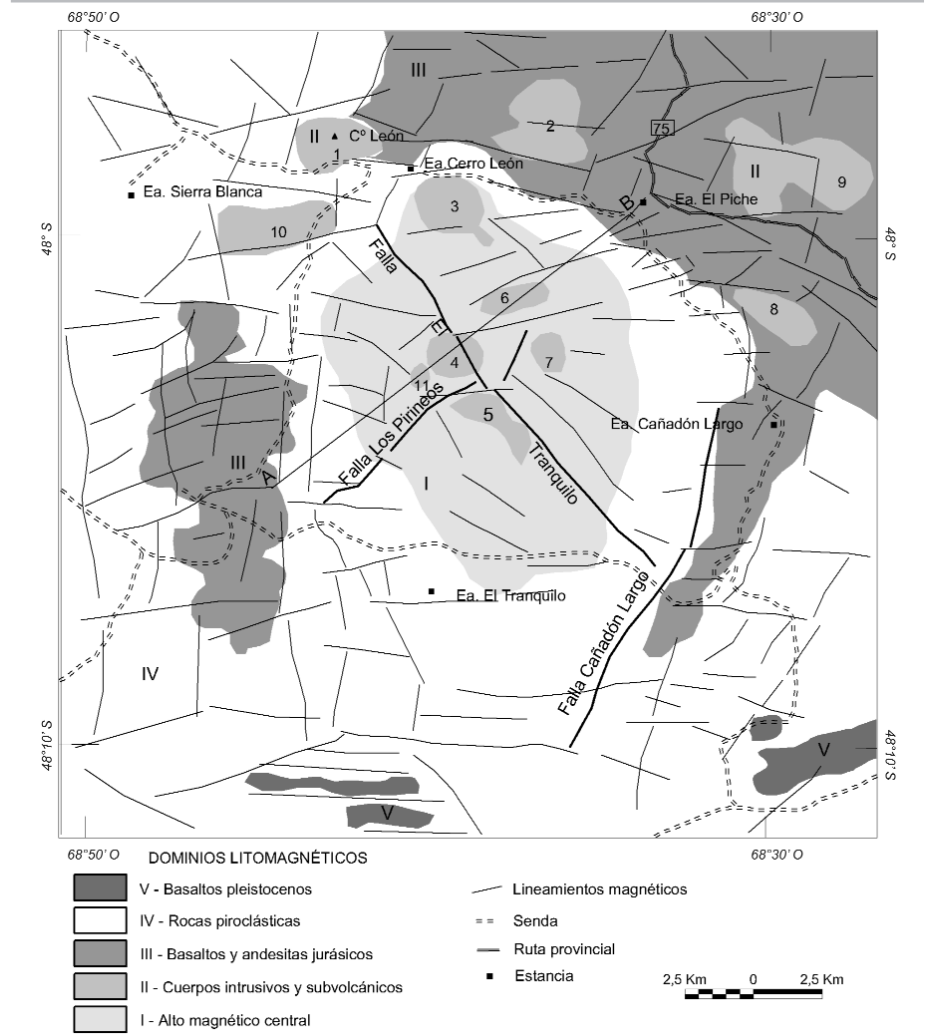 68°50' O
68°30' O
III
2
75
II
C° León
1
Ea. Cerro León
II
9
Ea. Sierra Blanca
3
B
Ea. El Piche
10
48° S
48° S
Falla
6
8
El
4
7
11
5
Ea. Cañadón Largo
Falla Los Pirineos
III
A
I
Tranquilo
Ea. El Tranquilo
IV
Falla Cañadón Largo
48°10' S
48°10' S
V
V
68°50' O
68°30' O
DOMINIOS LITOMAGNÉTICOS
V - Basaltos pleistocenos
IV - Rocas piroclásticas
III - Basaltos y andesitas jurásicos
II - Cuerpos intrusivos y subvolcánicos
I - Alto magnético central
Lineamientos magnéticos
Senda
Ruta provincial
Estancia
2,5 Km 0 2,5 Km